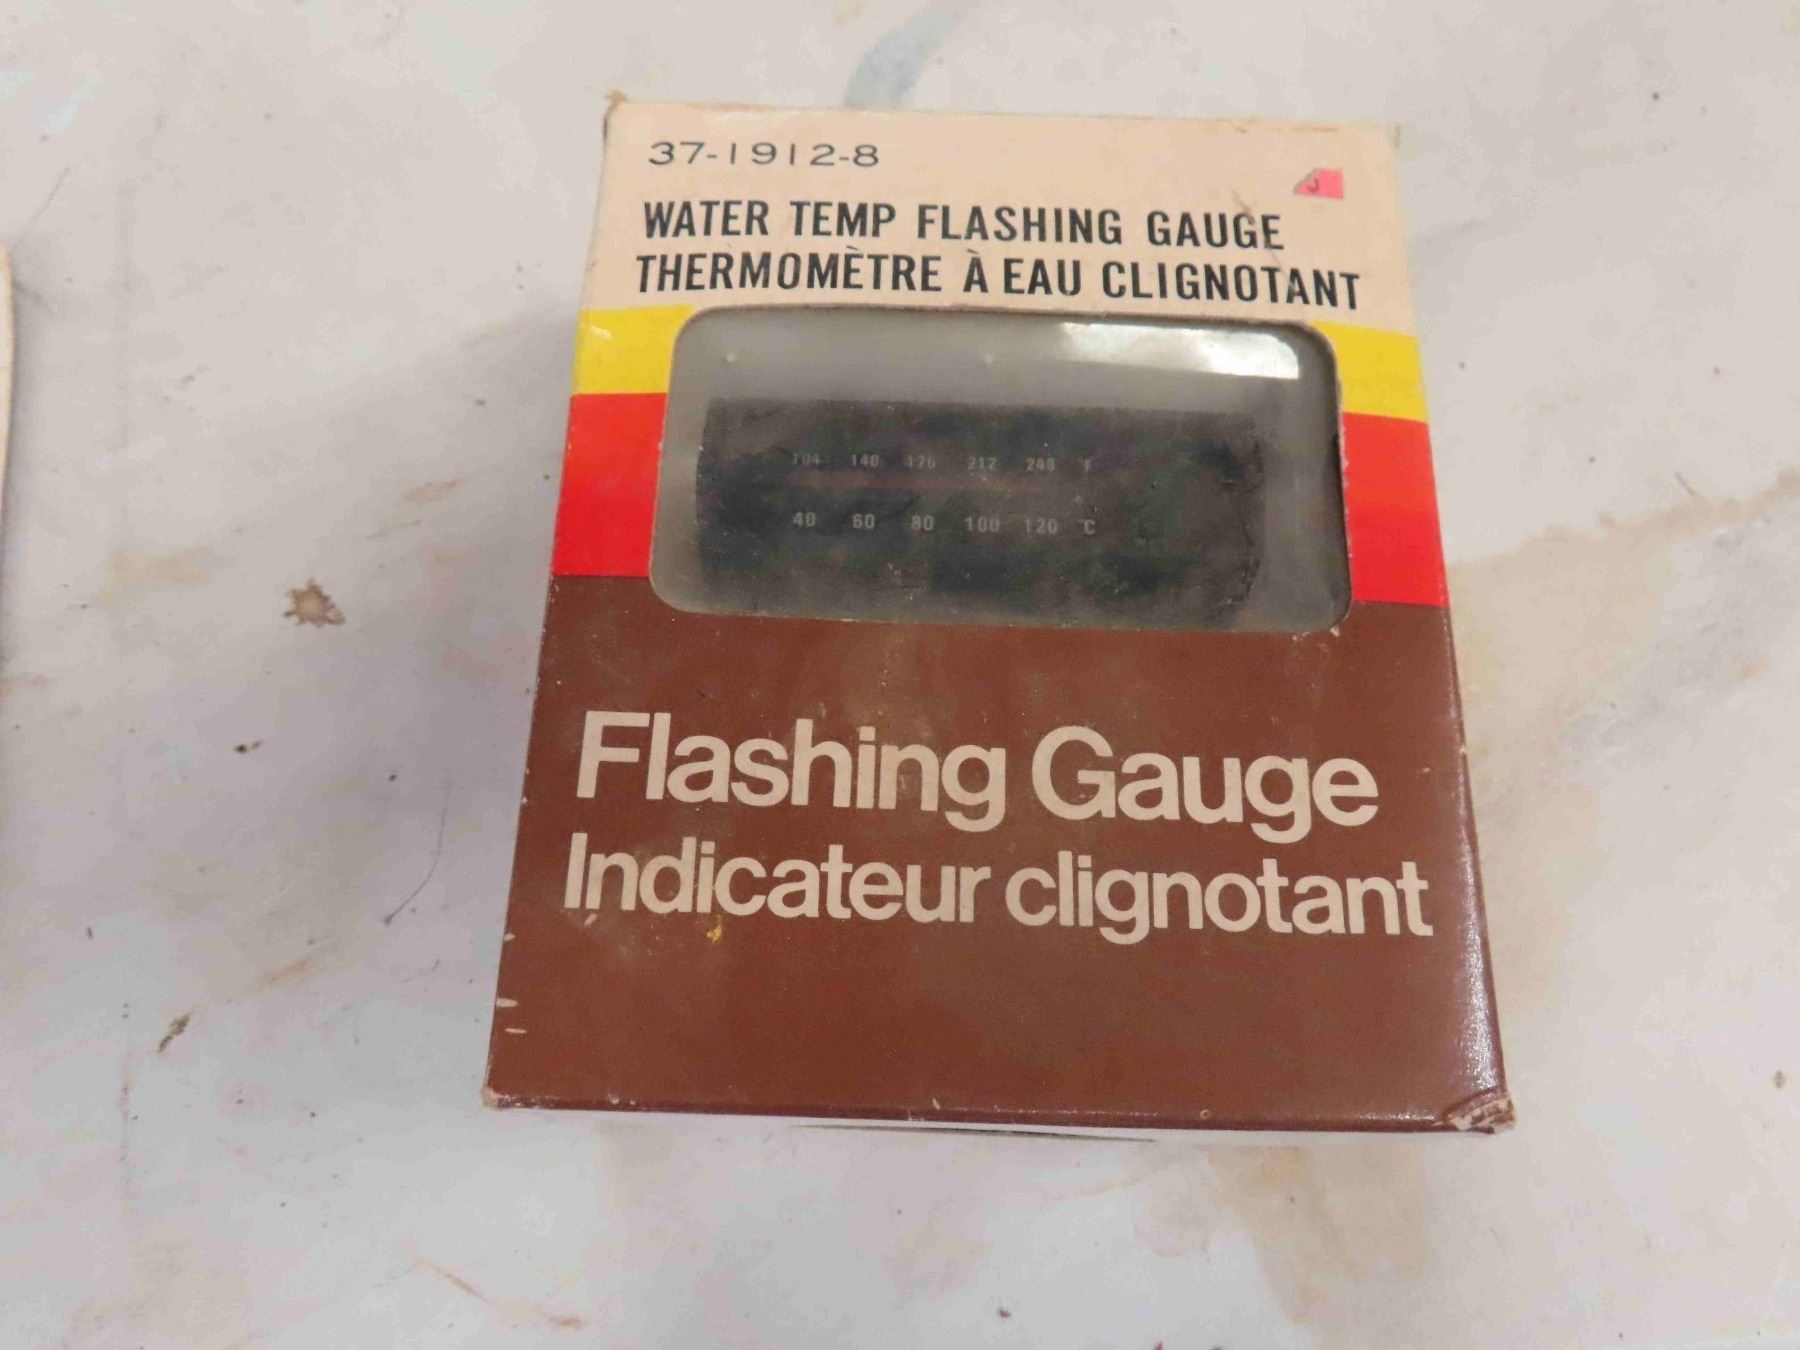 37-1912-8
WATER TEMP FLASHING GAUGE
THERMOMÈTRE À EAU CLIGNOTANT
104 140 176 212 248 °F
40 60 80 100 120 °C
Flashing Gauge
Indicateur clignotant